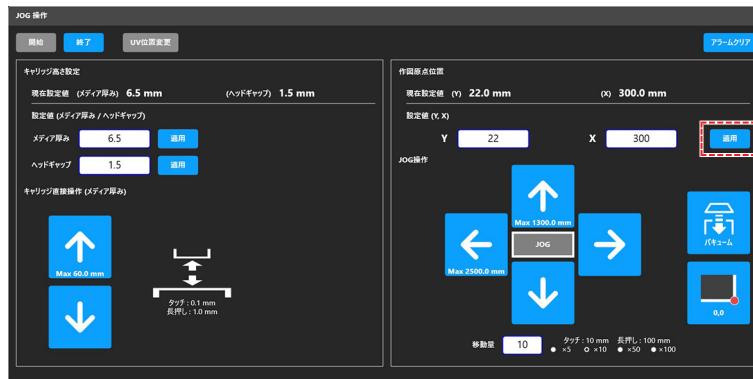 JOG 操作
開始 終了 UV位置変更 アラームクリア
キャリッジ高さ設定
現在設定値 (メディア厚み) 6.5 mm (ヘッドギャップ) 1.5 mm
設定値 (メディア厚み / ヘッドギャップ)
メディア厚み 6.5 適用
ヘッドギャップ 1.5 適用
キャリッジ直接操作 (メディア厚み)
Max 60.0 mm
タッチ : 0.1 mm
長押し : 1.0 mm
作図原点位置
現在設定値 (Y) 22.0 mm (X) 300.0 mm
設定値 (Y, X)
Y 22 X 300 適用
JOG操作
Max 1300.0 mm
JOG
Max 2500.0 mm
バキューム
0,0
移動量 10 タッチ : 10 mm 長押し : 100 mm
×5 ×10 ×50 ×100